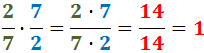 2/7 · 7/2 = 2 · 7 / 7 · 2 = 14/14 = 1